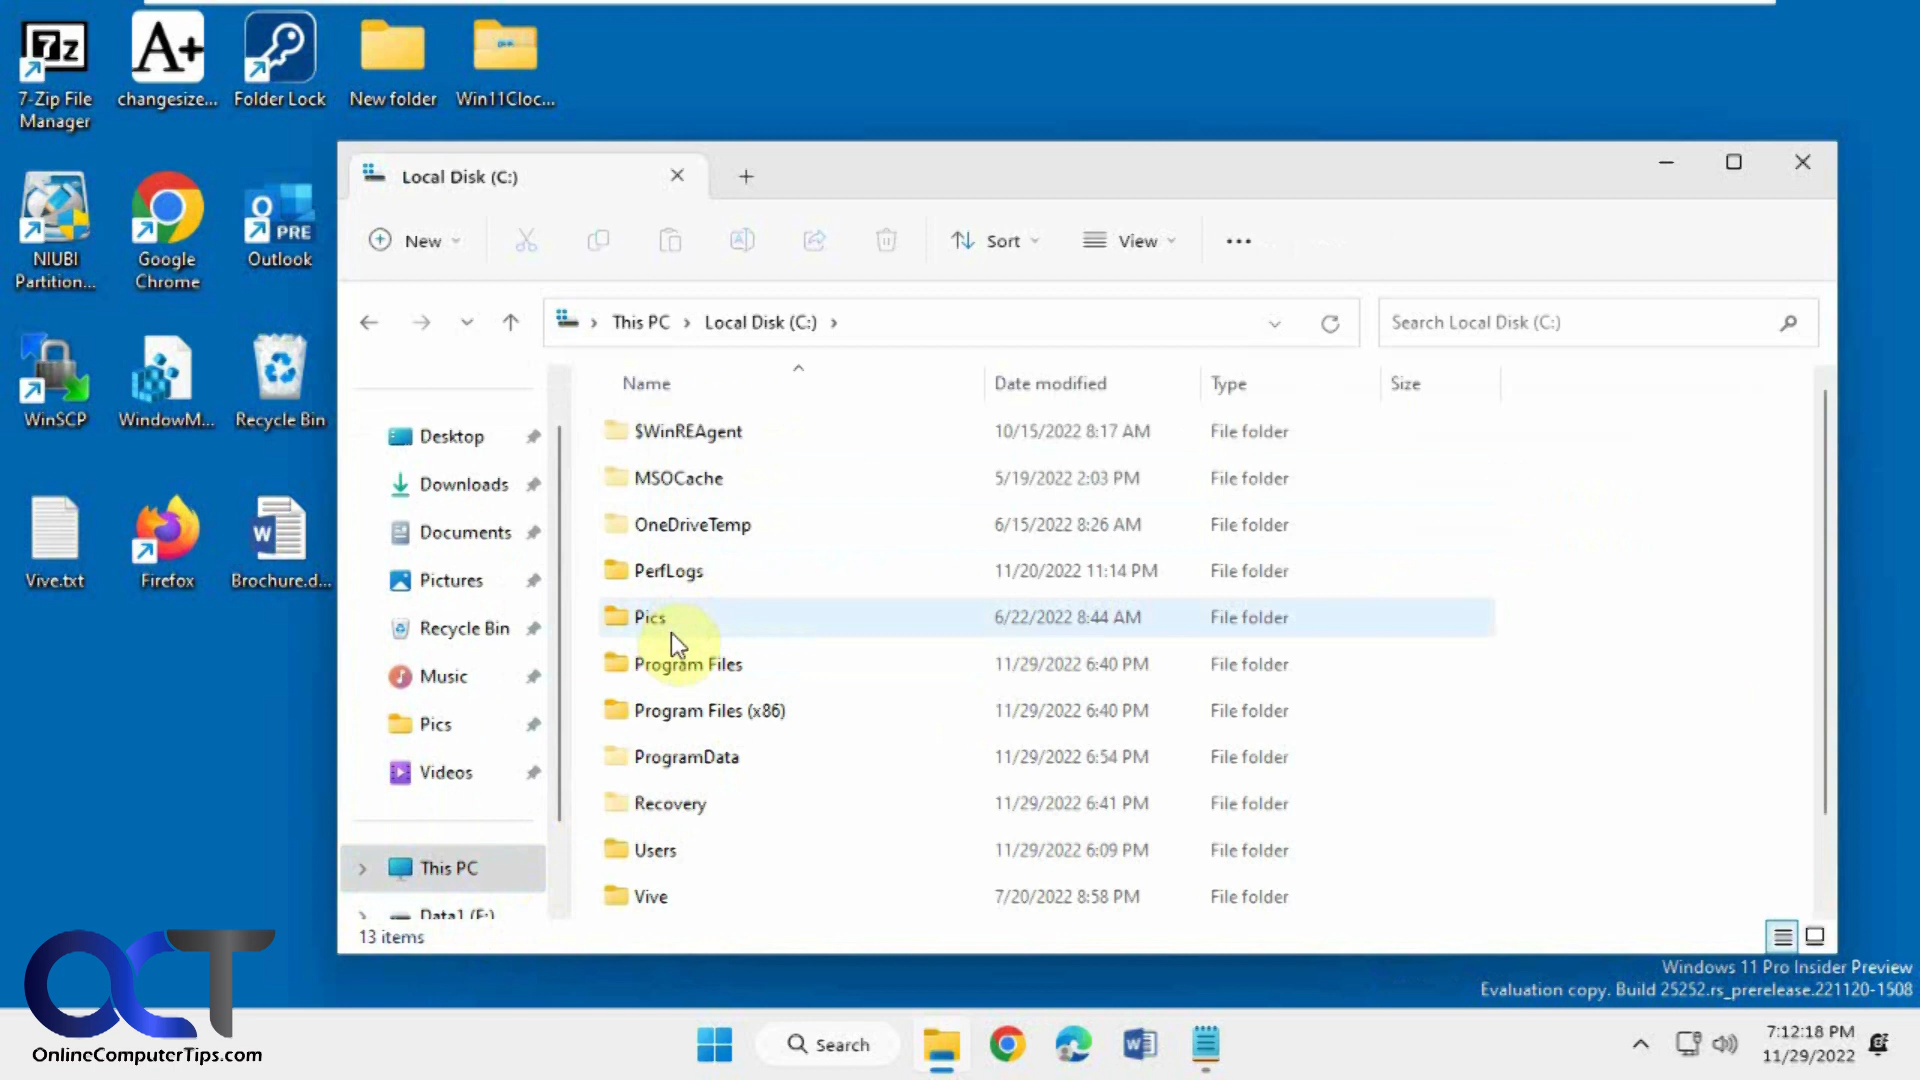 7-Zip File
Manager
changesize...
Folder Lock
New folder
Win11Cloc...
NIUBI
Partition...
Google
Chrome
PRE
Outlook
WinSCP
WindowM...
Recycle Bin
Vive.txt
Firefox
Brochure.d...
Local Disk (C:)
New
Sort
View
This PC
Local Disk (C:)
Search Local Disk (C:)
Name
Date modified
Type
Size
Desktop
Downloads
Documents
Pictures
Recycle Bin
Music
Pics
Videos
This PC
Data1 (F:)
$WinREAgent 10/15/2022 8:17 AM File folder
MSOCache 5/19/2022 2:03 PM File folder
OneDriveTemp 6/15/2022 8:26 AM File folder
PerfLogs 11/20/2022 11:14 PM File folder
Pics 6/22/2022 8:44 AM File folder
Program Files 11/29/2022 6:40 PM File folder
Program Files (x86) 11/29/2022 6:40 PM File folder
ProgramData 11/29/2022 6:54 PM File folder
Recovery 11/29/2022 6:41 PM File folder
Users 11/29/2022 6:09 PM File folder
Vive 7/20/2022 8:58 PM File folder
13 items
Windows 11 Pro Insider Preview
Evaluation copy. Build 25252.rs_prerelease.221120-1508
OCT
OnlineComputerTips.com
Search
7:12:18 PM
11/29/2022